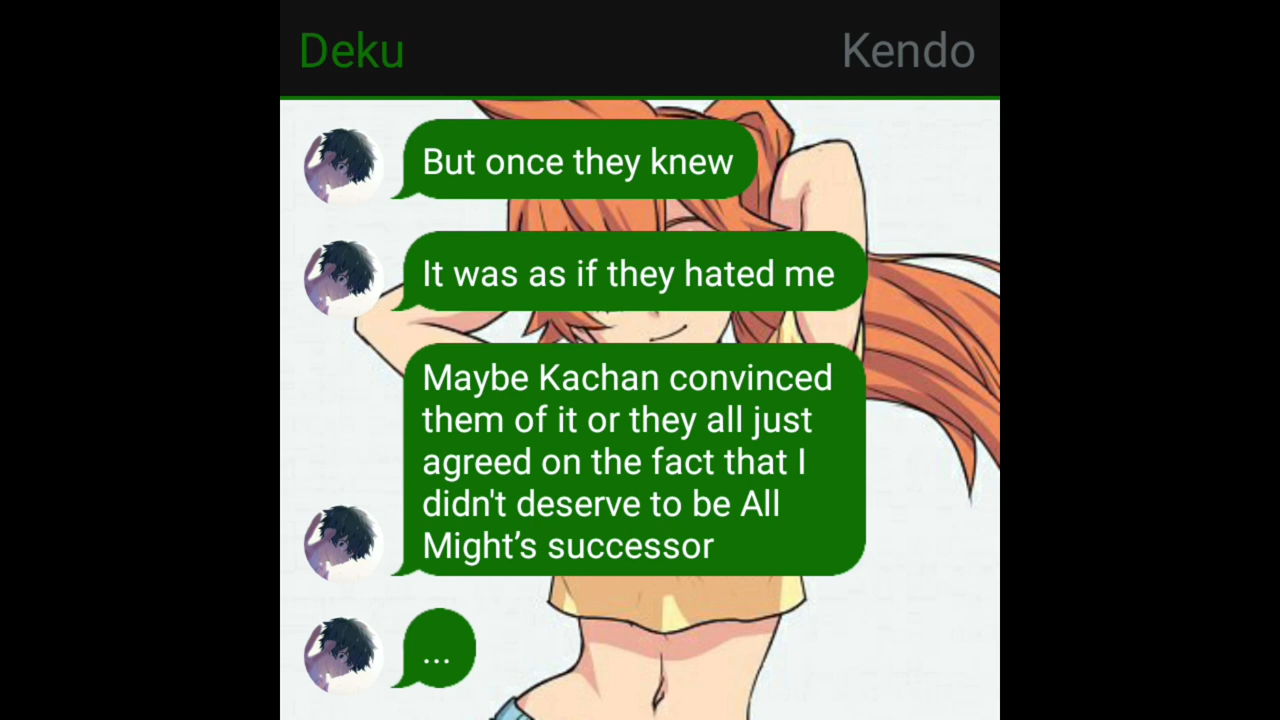 Deku
Kendo
But once they knew
It was as if they hated me
Maybe Kachan convinced
them of it or they all just
agreed on the fact that I
didn't deserve to be All
Might’s successor
...